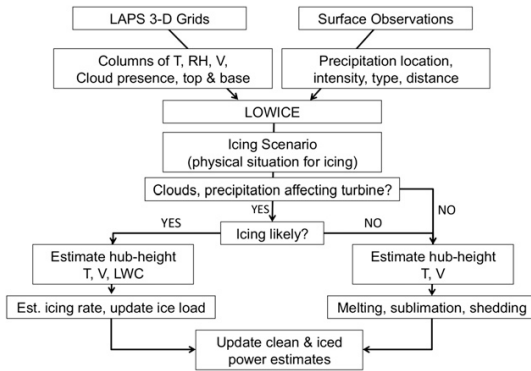 LAPS 3-D Grids
Surface Observations
Columns of T, RH, V,
Cloud presence, top & base
Precipitation location,
intensity, type, distance
LOWICE
Icing Scenario
(physical situation for icing)
Clouds, precipitation affecting turbine?
YES
NO
YES
Icing likely?
NO
Estimate hub-height
T, V, LWC
Estimate hub-height
T, V
Est. icing rate, update ice load
Melting, sublimation, shedding
Update clean & iced
power estimates